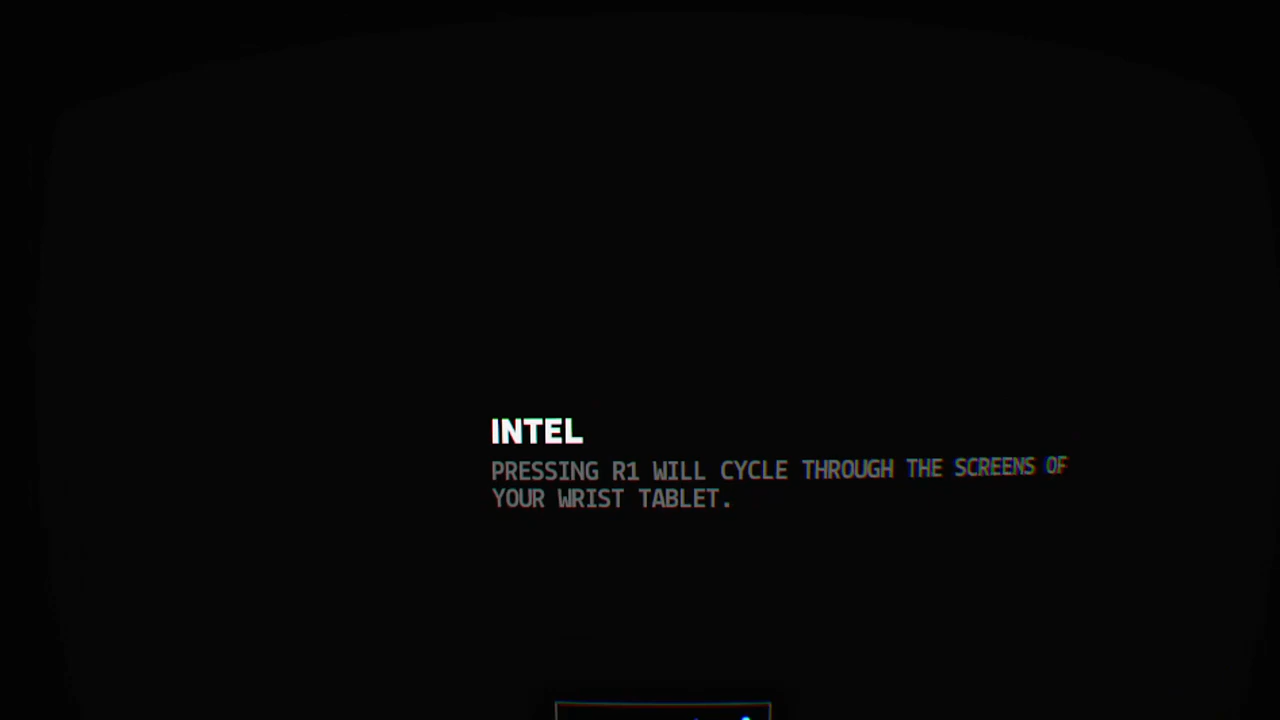 INTEL
PRESSING R1 WILL CYCLE THROUGH THE SCREENS OF
YOUR WRIST TABLET.